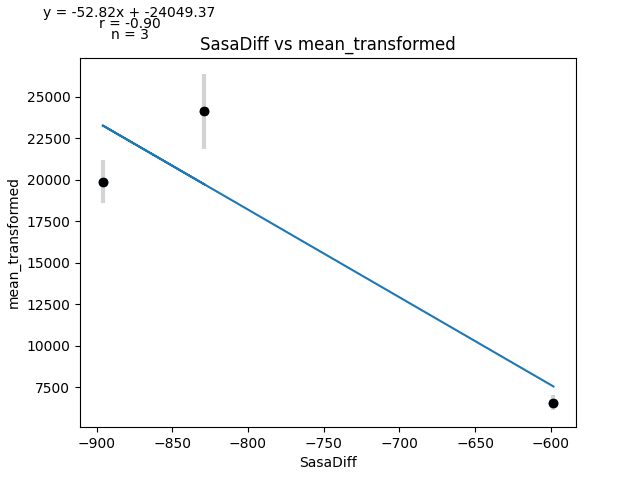 y = -52.82x + -24049.37
r = -0.90
n = 3
SasaDiff vs mean_transformed
25000
22500
20000
17500
15000
12500
10000
7500
mean_transformed
−900
−850
−800
−750
−700
−650
−600
SasaDiff